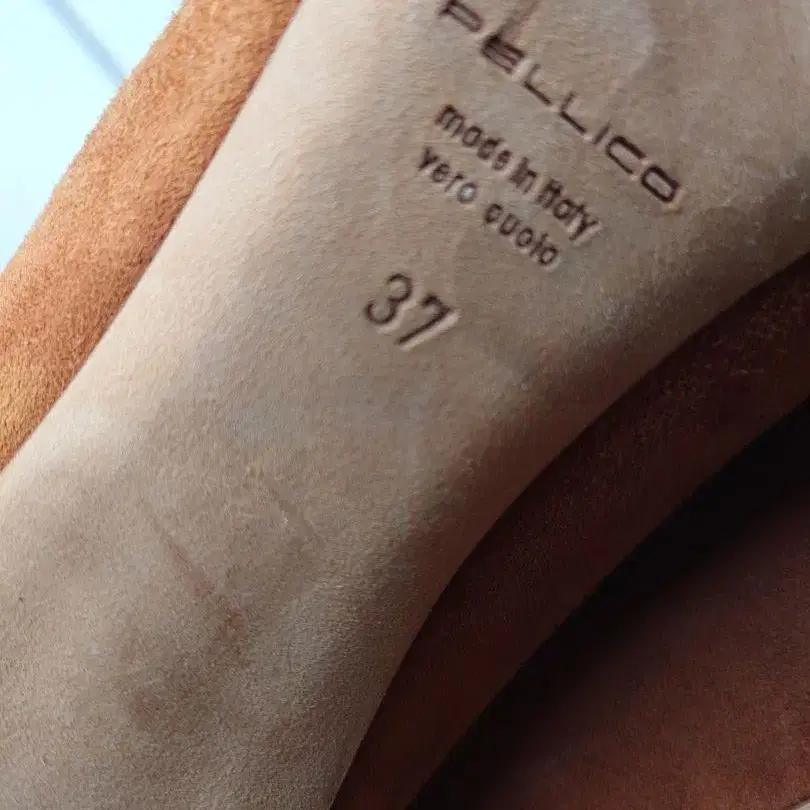 PELLICO
made in Italy
vero cuoio
37